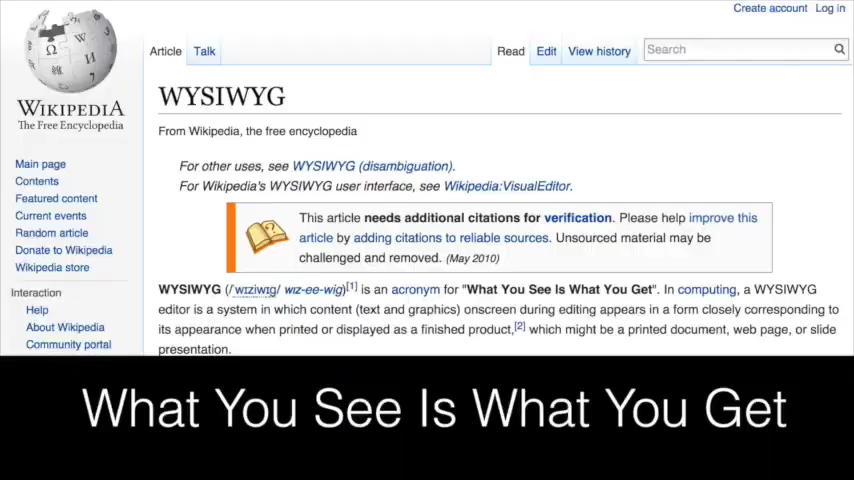 Create account Log in
Article Talk Read Edit View history Search
WIKIPEDIA
The Free Encyclopedia
Main page
Contents
Featured content
Current events
Random article
Donate to Wikipedia
Wikipedia store
Interaction
Help
About Wikipedia
Community portal
WYSIWYG
From Wikipedia, the free encyclopedia
For other uses, see WYSIWYG (disambiguation).
For Wikipedia's WYSIWYG user interface, see Wikipedia:VisualEditor.
This article needs additional citations for verification. Please help improve this
article by adding citations to reliable sources. Unsourced material may be
challenged and removed. (May 2010)
WYSIWYG (/ˈwɪziwɪɡ/ wɪz-ee-wig)[1] is an acronym for "What You See Is What You Get". In computing, a WYSIWYG
editor is a system in which content (text and graphics) onscreen during editing appears in a form closely corresponding to
its appearance when printed or displayed as a finished product,[2] which might be a printed document, web page, or slide
presentation.
What You See Is What You Get